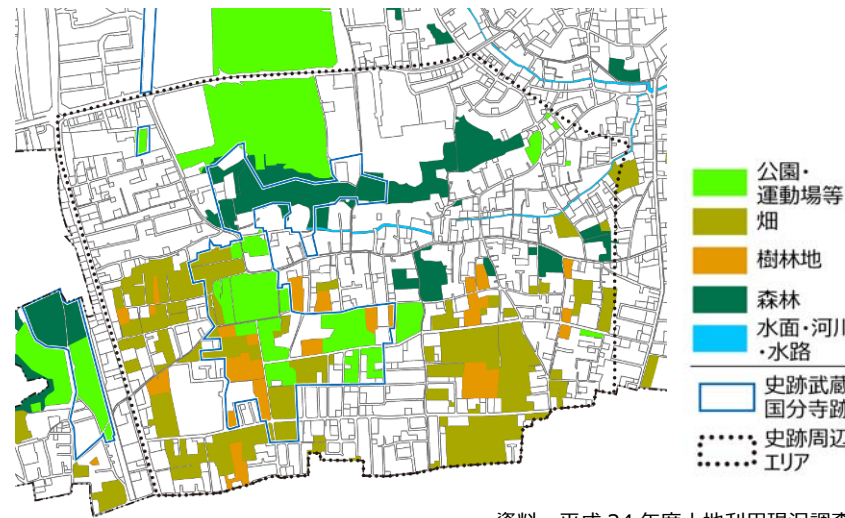 公園・
運動場等
畑
樹林地
森林
水面・河川
・水路
史跡武蔵
国分寺跡
史跡周辺
エリア